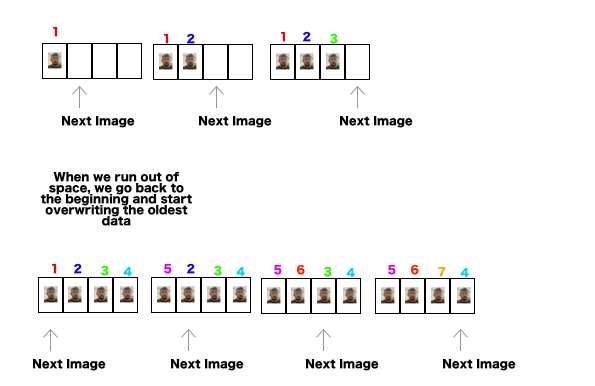 1
1 2
1 2 3
Next Image
Next Image
Next Image
When we run out of
space, we go back to
the beginning and start
overwriting the oldest
data
1 2 3 4
5 2 3 4
5 6 3 4
5 6 7 4
Next Image
Next Image
Next Image
Next Image